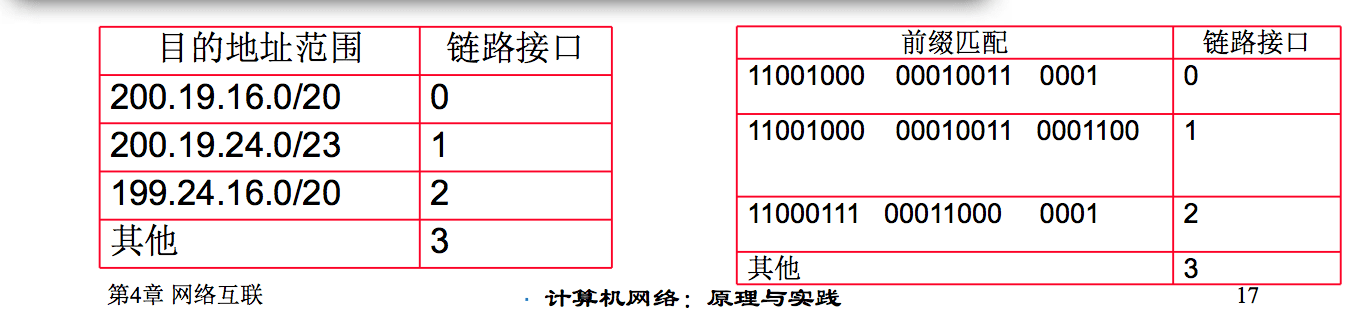 目的地址范围 链路接口
200.19.16.0/20 0
200.19.24.0/23 1
199.24.16.0/20 2
其他 3
前缀匹配 链路接口
11001000 00010011 0001 0
11001000 00010011 0001100 1
11000111 00011000 0001 2
其他 3
第4章 网络互联
· 计算机网络：原理与实践
17